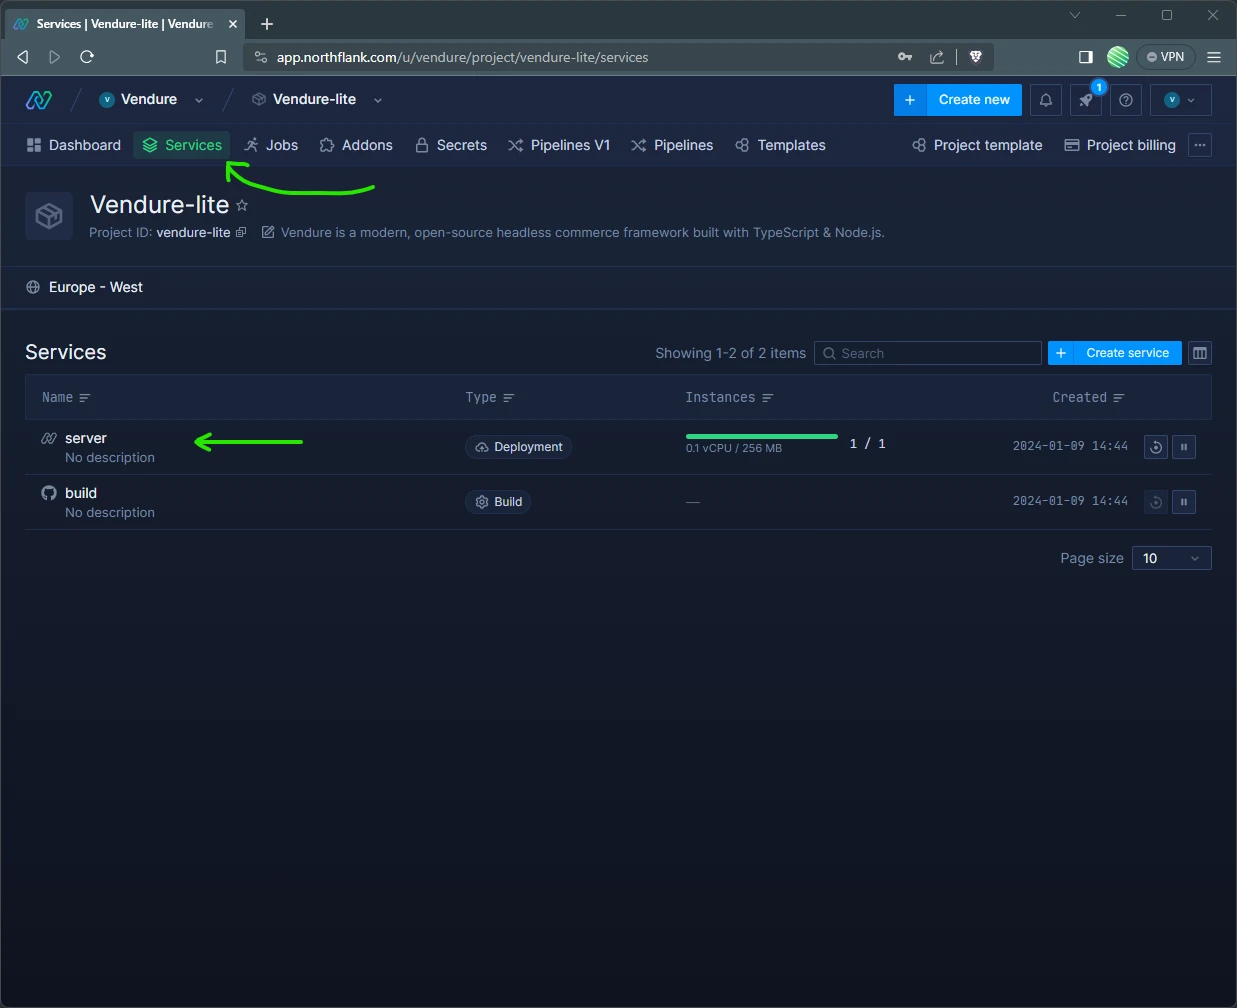 Services | Vendure-lite | Vendure
app.northflank.com/u/vendure/project/vendure-lite/services
VPN
V Vendure
Vendure-lite
+ Create new
1
V
Dashboard
Services
Jobs
Addons
Secrets
Pipelines V1
Pipelines
Templates
Project template
Project billing
Vendure-lite
Project ID: vendure-lite
Vendure is a modern, open-source headless commerce framework built with TypeScript & Node.js.
Europe - West
Services
Showing 1-2 of 2 items
Search
+ Create service
Name
Type
Instances
Created
server
No description
Deployment
0.1 vCPU / 256 MB
1 / 1
2024-01-09 14:44
build
No description
Build
—
2024-01-09 14:44
Page size
10